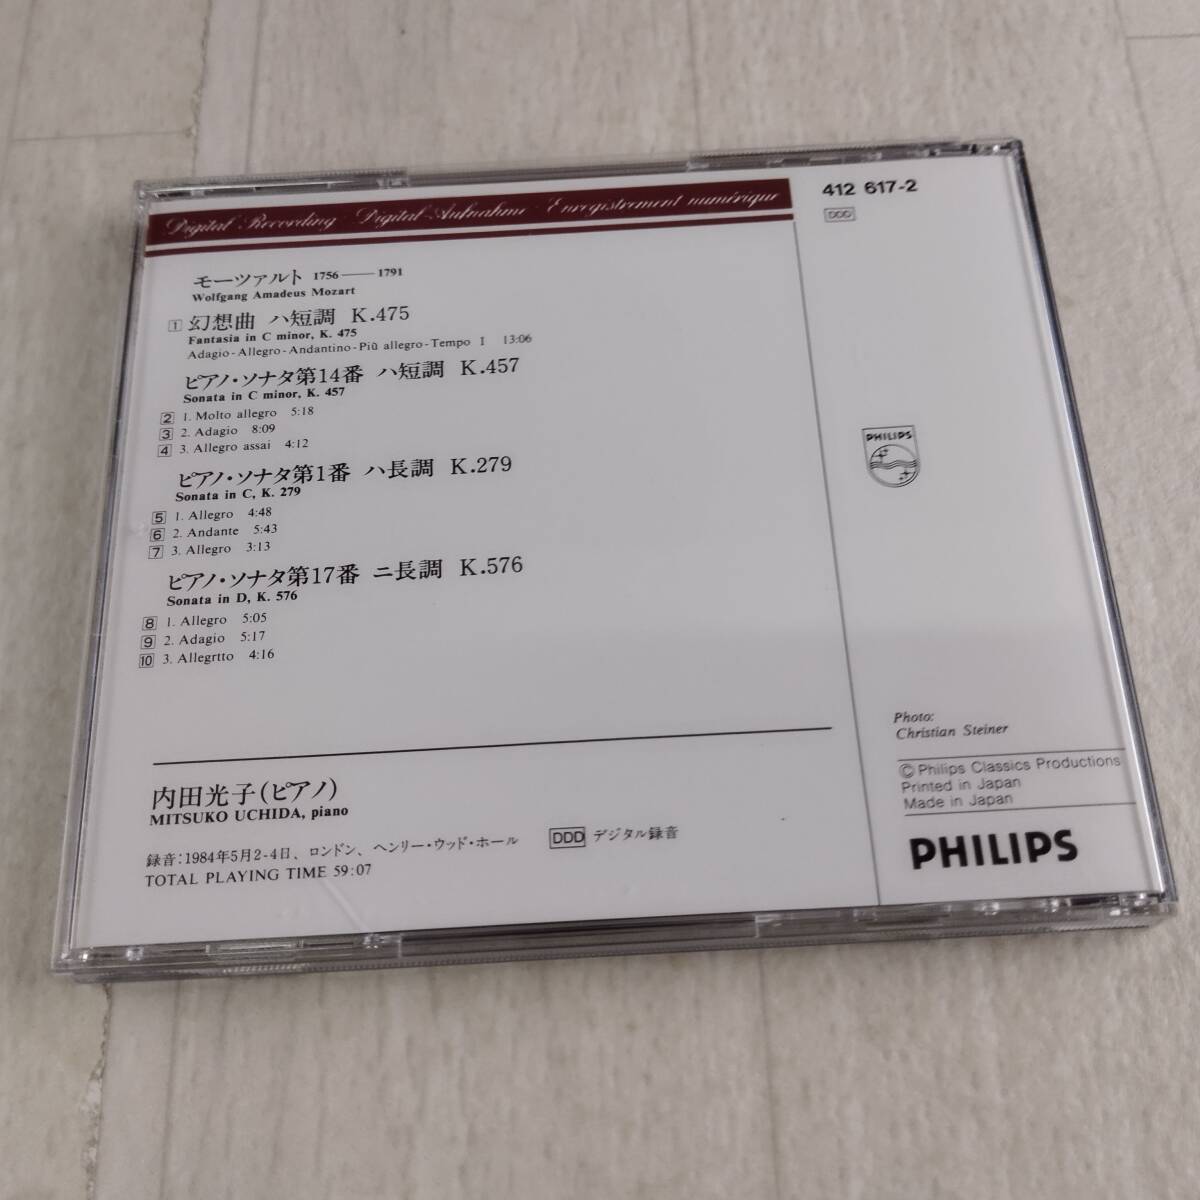 Digital Recording · Digital-Aufnahme · Enregistrement numérique
412 617-2
DDD
モーツァルト 1756——1791
Wolfgang Amadeus Mozart
1 幻想曲 ハ短調 K.475
Fantasia in C minor, K. 475
Adagio-Allegro-Andantino-Più allegro-Tempo I 13:06
ピアノ・ソナタ第14番 ハ短調 K.457
Sonata in C minor, K. 457
2 1. Molto allegro 5:18
3 2. Adagio 8:09
4 3. Allegro assai 4:12
ピアノ・ソナタ第1番 ハ長調 K.279
Sonata in C, K. 279
5 1. Allegro 4:48
6 2. Andante 5:43
7 3. Allegro 3:13
ピアノ・ソナタ第17番 ニ長調 K.576
Sonata in D, K. 576
8 1. Allegro 5:05
9 2. Adagio 5:17
10 3. Allegrtto 4:16
内田光子(ピアノ)
MITSUKO UCHIDA, piano
録音:1984年5月2-4日、ロンドン、ヘンリー・ウッド・ホール DDD デジタル録音
TOTAL PLAYING TIME 59:07
PHILIPS
Photo:
Christian Steiner
© Philips Classics Productions
Printed in Japan
Made in Japan
PHILIPS